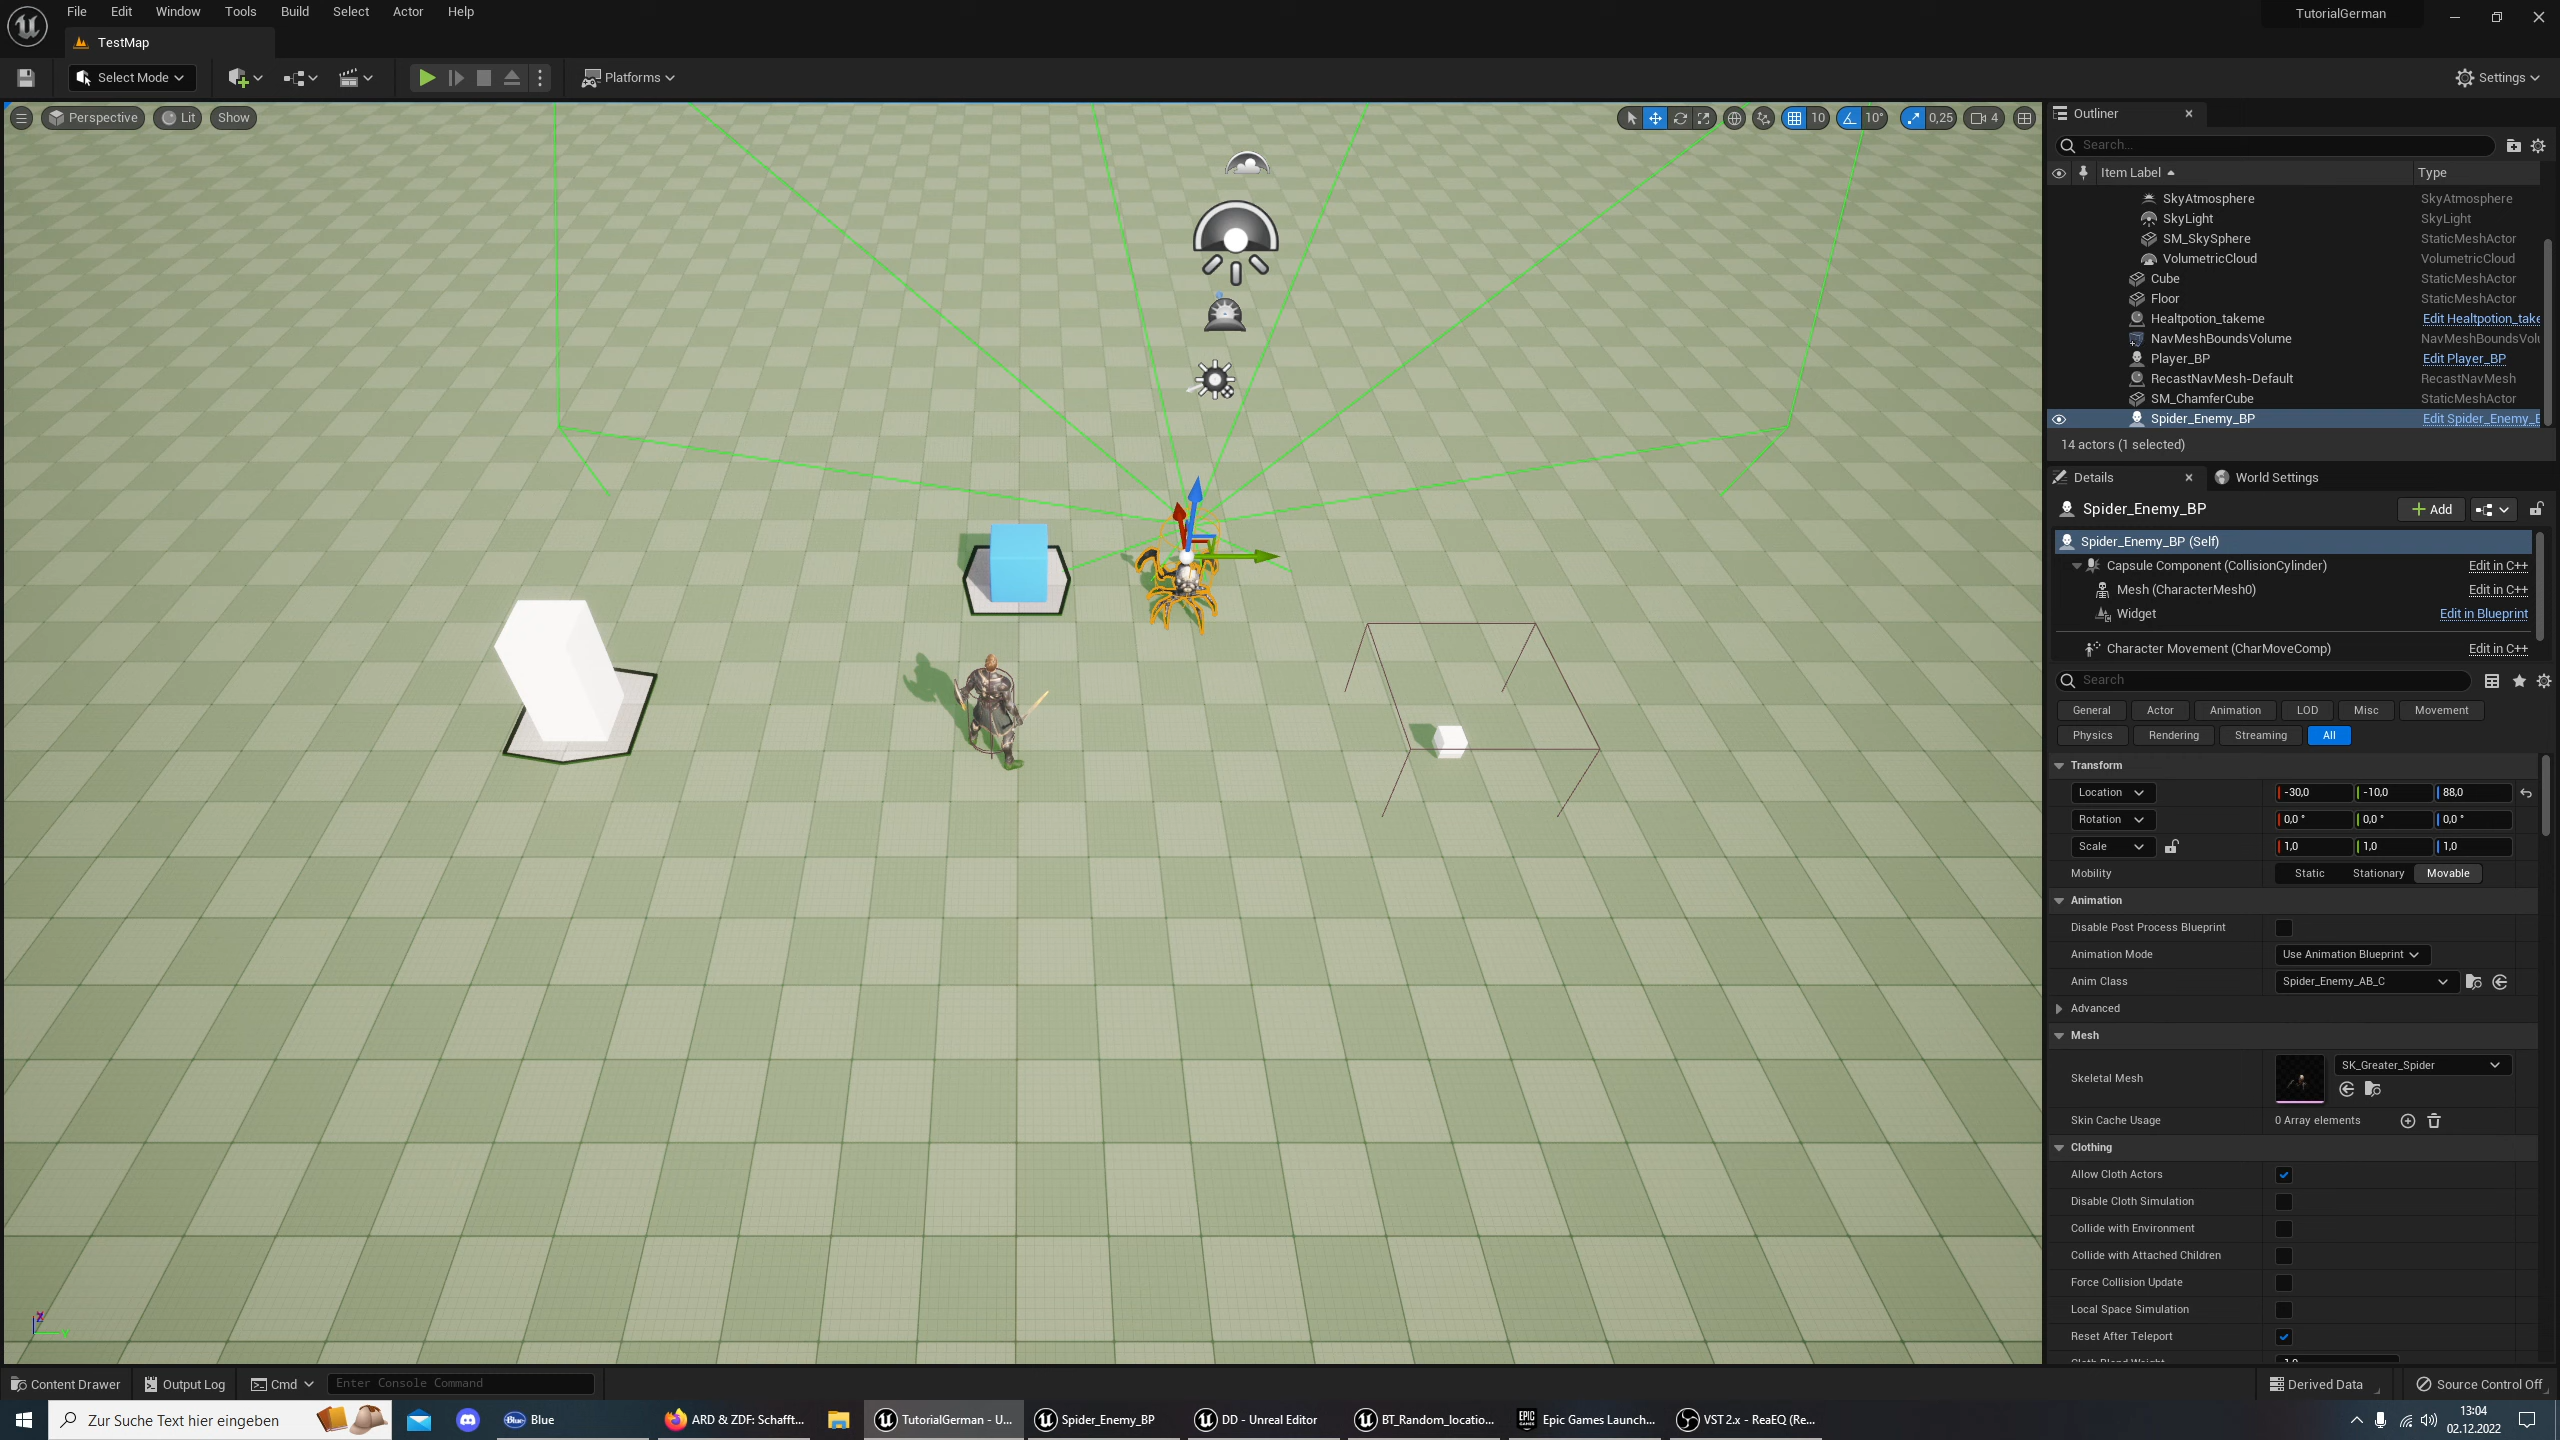 File Edit Window Tools Build Select Actor Help
TutorialGerman
TestMap
Select Mode
Platforms
Settings
Perspective Lit Show
10 10° 0,25 4
Outliner
Search...
Item Label Type
SkyAtmosphere SkyAtmosphere
SkyLight SkyLight
SM_SkySphere StaticMeshActor
VolumetricCloud VolumetricCloud
Cube StaticMeshActor
Floor StaticMeshActor
Healtpotion_takeme Edit Healtpotion_take
NavMeshBoundsVolume NavMeshBoundsVolu
Player_BP Edit Player_BP
RecastNavMesh-Default RecastNavMesh
SM_ChamferCube StaticMeshActor
Spider_Enemy_BP Edit Spider_Enemy_E
14 actors (1 selected)
Details World Settings
Spider_Enemy_BP Add
Spider_Enemy_BP (Self)
Capsule Component (CollisionCylinder) Edit in C++
Mesh (CharacterMesh0) Edit in C++
Widget Edit in Blueprint
Character Movement (CharMoveComp) Edit in C++
Search
General Actor Animation LOD Misc Movement
Physics Rendering Streaming All
Transform
Location -30,0 -10,0 88,0
Rotation 0,0 ° 0,0 ° 0,0 °
Scale 1,0 1,0 1,0
Mobility Static Stationary Movable
Animation
Disable Post Process Blueprint
Animation Mode Use Animation Blueprint
Anim Class Spider_Enemy_AB_C
Advanced
Mesh
Skeletal Mesh SK_Greater_Spider
Skin Cache Usage 0 Array elements
Clothing
Allow Cloth Actors
Disable Cloth Simulation
Collide with Environment
Collide with Attached Children
Force Collision Update
Local Space Simulation
Reset After Teleport
Content Drawer Output Log Cmd Enter Console Command
Derived Data Source Control Off
Zur Suche Text hier eingeben
Blue ARD & ZDF: Schafft... TutorialGerman - U... Spider_Enemy_BP DD - Unreal Editor BT_Random_locatio... Epic Games Launch... VST 2.x - ReaEQ (Re...
13:04
02.12.2022